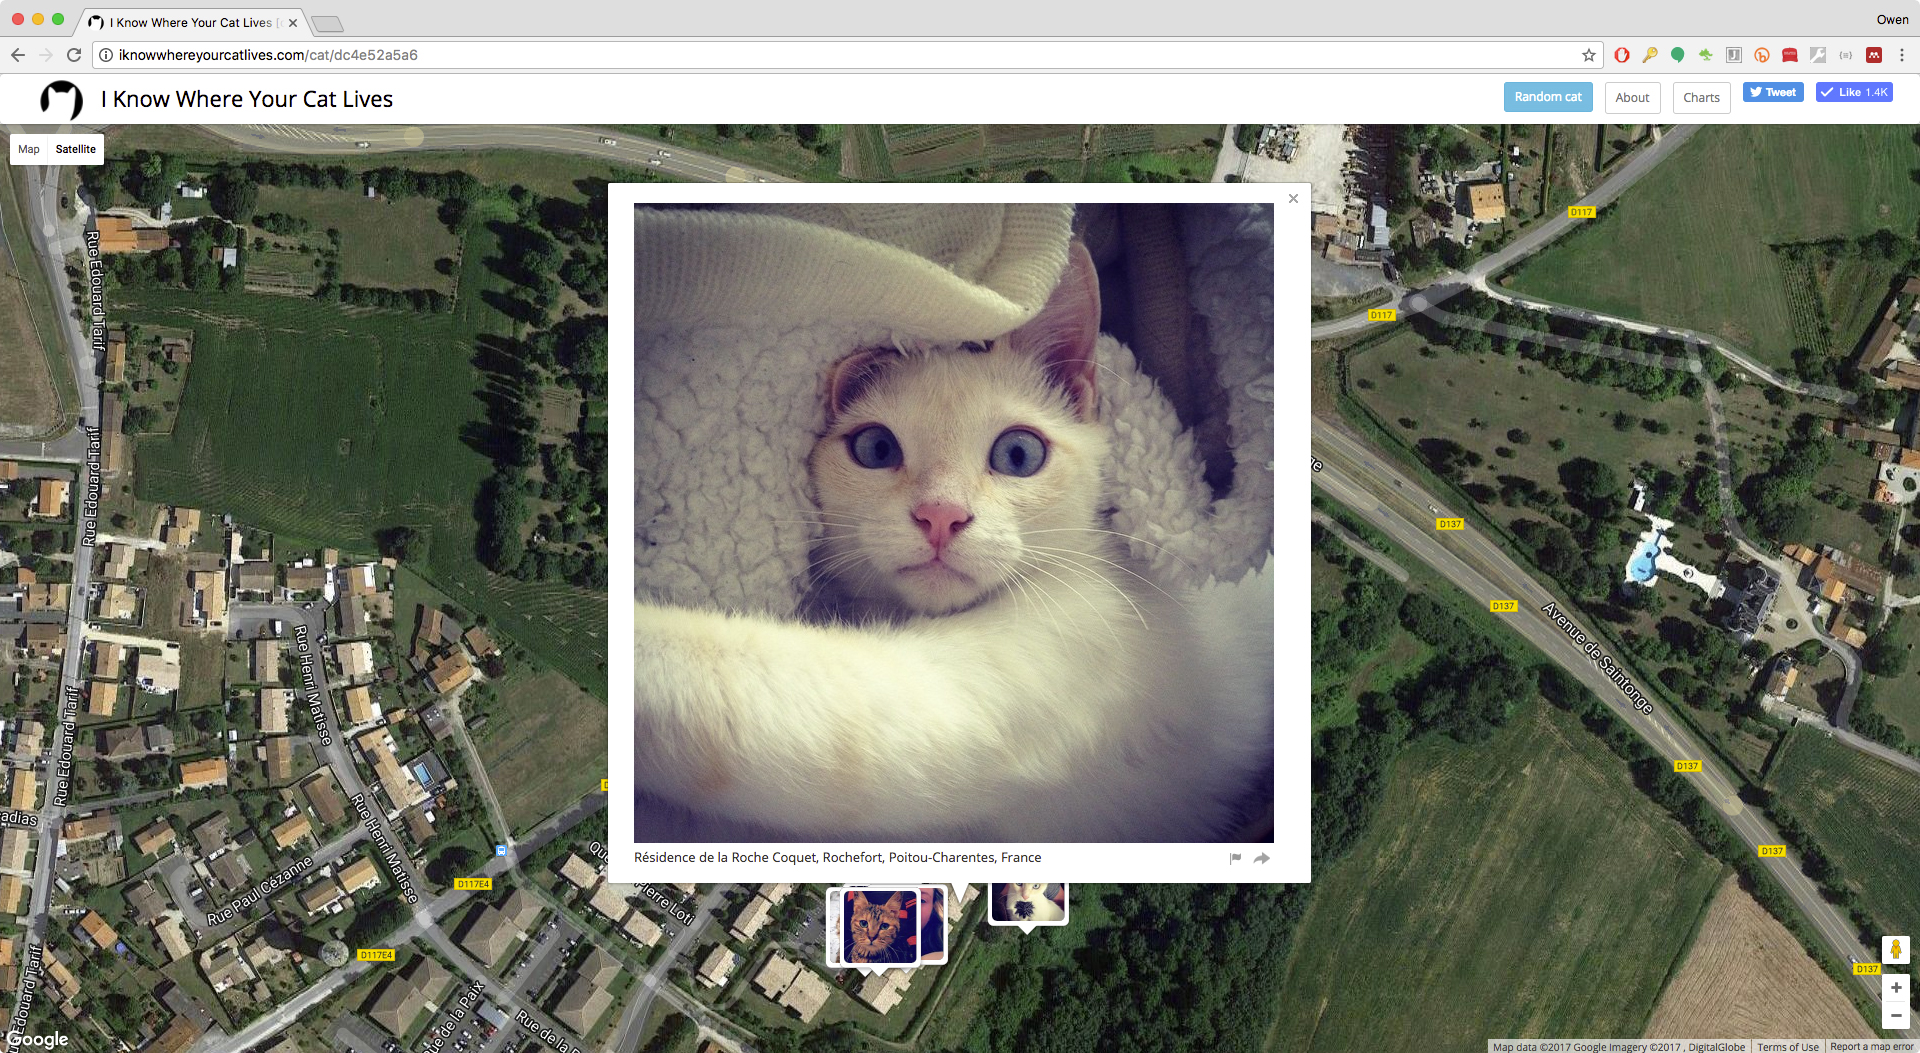 I Know Where Your Cat Lives
Owen
iknowwhereyourcatlives.com/cat/dc4e52a5a6
I Know Where Your Cat Lives
Random cat
About
Charts
Tweet
Like 1.4K
Map
Satellite
D117
D117
Rue Edouard Tarif
Rue Edouard Tarif
D137
D137
Avenue de Saintonge
Rue Henri Matisse
Rue Edouard Tarif
D137
Rue Henri Matisse
D137
Résidence de la Roche Coquet, Rochefort, Poitou-Charentes, France
Rue Paul Cézanne
D117E4
Pierre Loti
D117E4
D137
Edouard Tarif
Rue de la Paix
Rue de la
Google
Map data ©2017 Google Imagery ©2017 , DigitalGlobe
Terms of Use
Report a map error